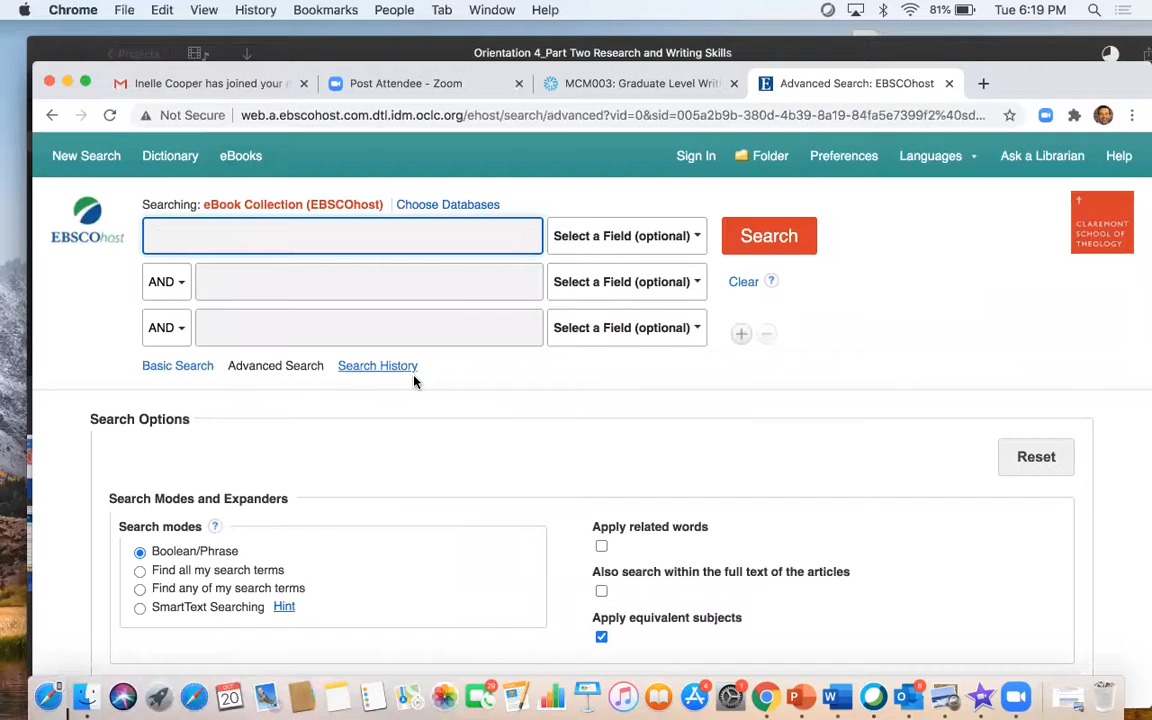 Chrome File Edit View History Bookmarks People Tab Window Help 81% Tue 6:19 PM
Projects Orientation 4_Part Two Research and Writing Skills
Inelle Cooper has joined your Post Attendee - Zoom MCM003: Graduate Level Writi Advanced Search: EBSCOhost
Not Secure web.a.ebscohost.com.dtl.idm.oclc.org/ehost/search/advanced?vid=0&sid=005a2b9b-380d-4b39-8a19-84fa5e7399f2%40sd...
New Search Dictionary eBooks Sign In Folder Preferences Languages Ask a Librarian Help
Searching: eBook Collection (EBSCOhost) Choose Databases
EBSCOhost Select a Field (optional) Search
CLAREMONT
SCHOOL OF
THEOLOGY
AND Select a Field (optional) Clear ?
AND Select a Field (optional)
Basic Search Advanced Search Search History
Search Options
Reset
Search Modes and Expanders
Search modes ? Apply related words
Boolean/Phrase
Find all my search terms Also search within the full text of the articles
Find any of my search terms
SmartText Searching Hint Apply equivalent subjects
OCT
20
29
4
1
6